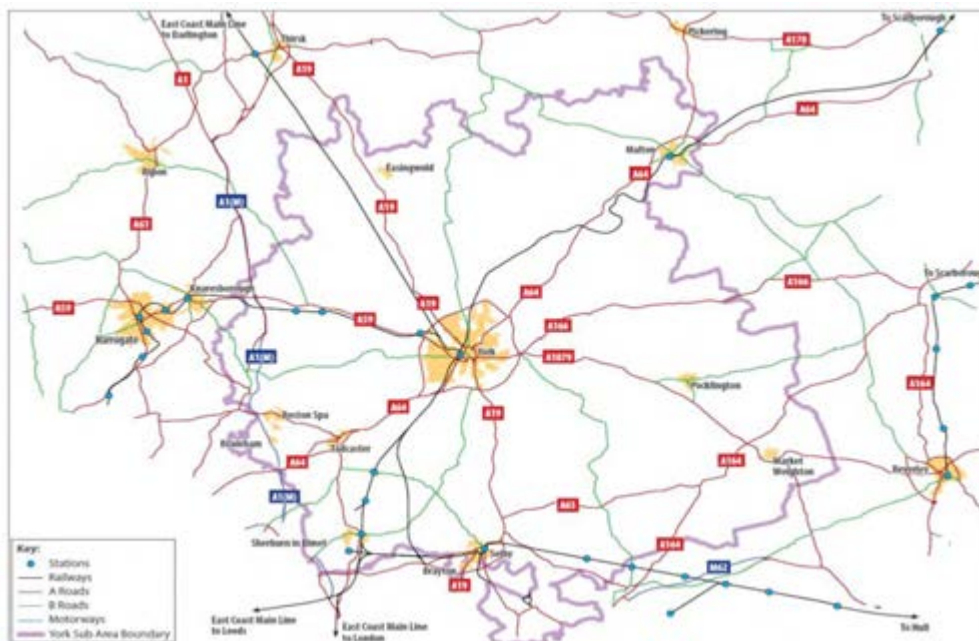 East Coast Main Line
to Darlington
Thirsk
Pickering
To Scarborough
A170
A1
A19
A64
Malton
Ripon
Easingwold
A64
A1(M)
A19
A61
To Scarborough
Knaresborough
A166
A59
A59
A19
A64
Harrogate
A166
York
A1(M)
A1079
A164
Pocklington
A64
A19
Boston Spa
Bramham
Tadcaster
A64
A164
Market
Weighton
Beverley
A1(M)
A63
Sherburn in Elmet
Selby
A164
Brayton
A19
M62
East Coast Main Line
to Leeds
East Coast Main Line
to London
To Hull
Key:
Stations
Railways
A Roads
B Roads
Motorways
York Sub Area Boundary